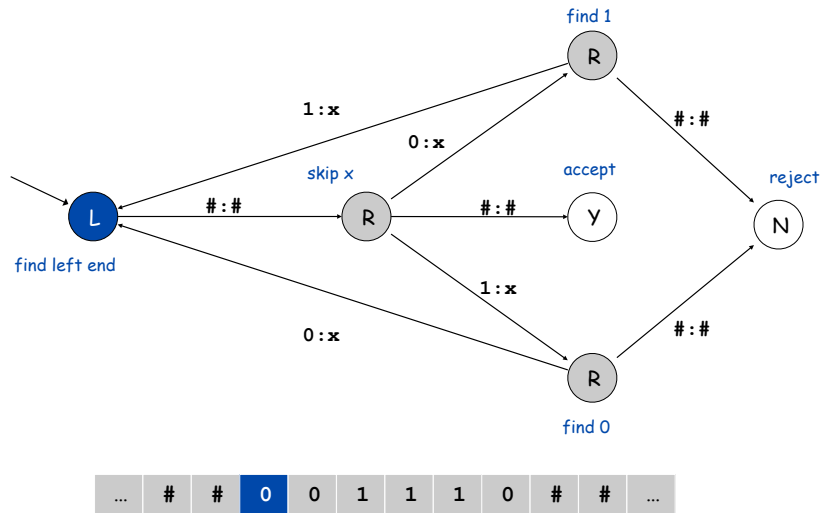 find 1
R
1:x
#:#
0:x
skip x
accept
reject
L
#:#
R
#:#
Y
N
find left end
1:x
0:x
#:#
R
find 0
... # # 0 0 1 1 1 0 # # ...